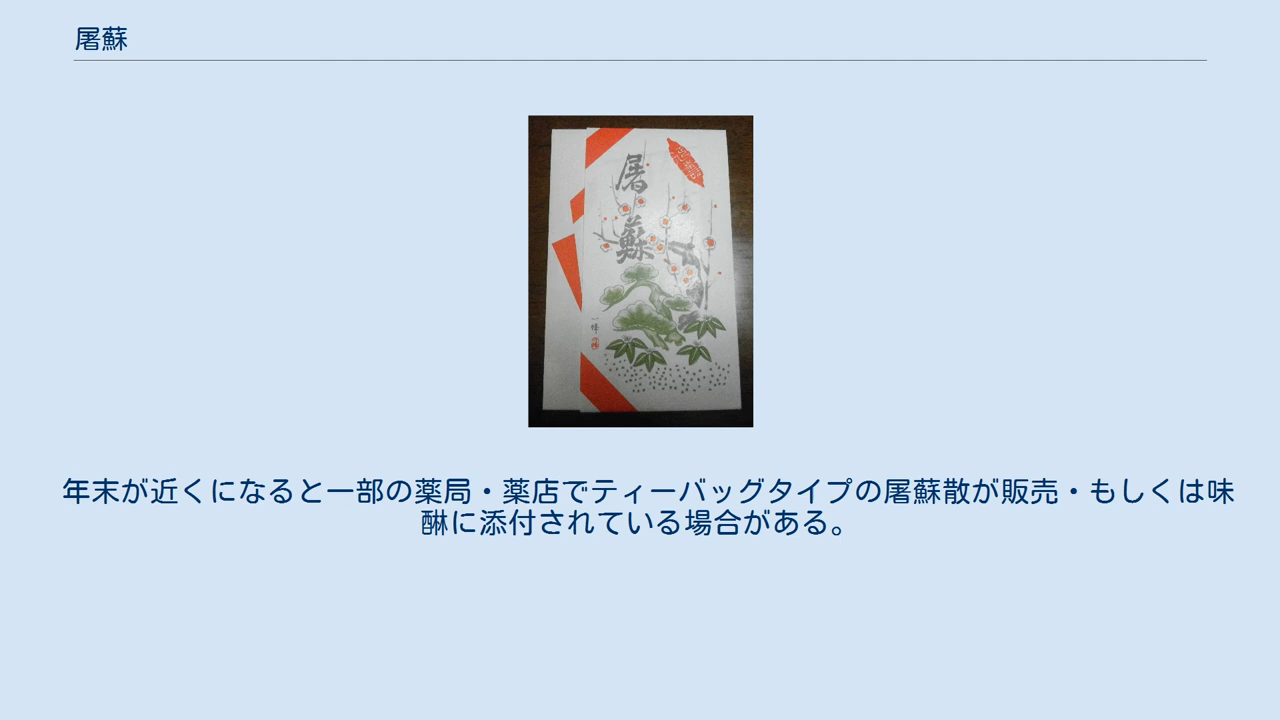 屠蘇
屠
蘇
年末が近くになると一部の薬局・薬店でティーバッグタイプの屠蘇散が販売・もしくは味
醂に添付されている場合がある。